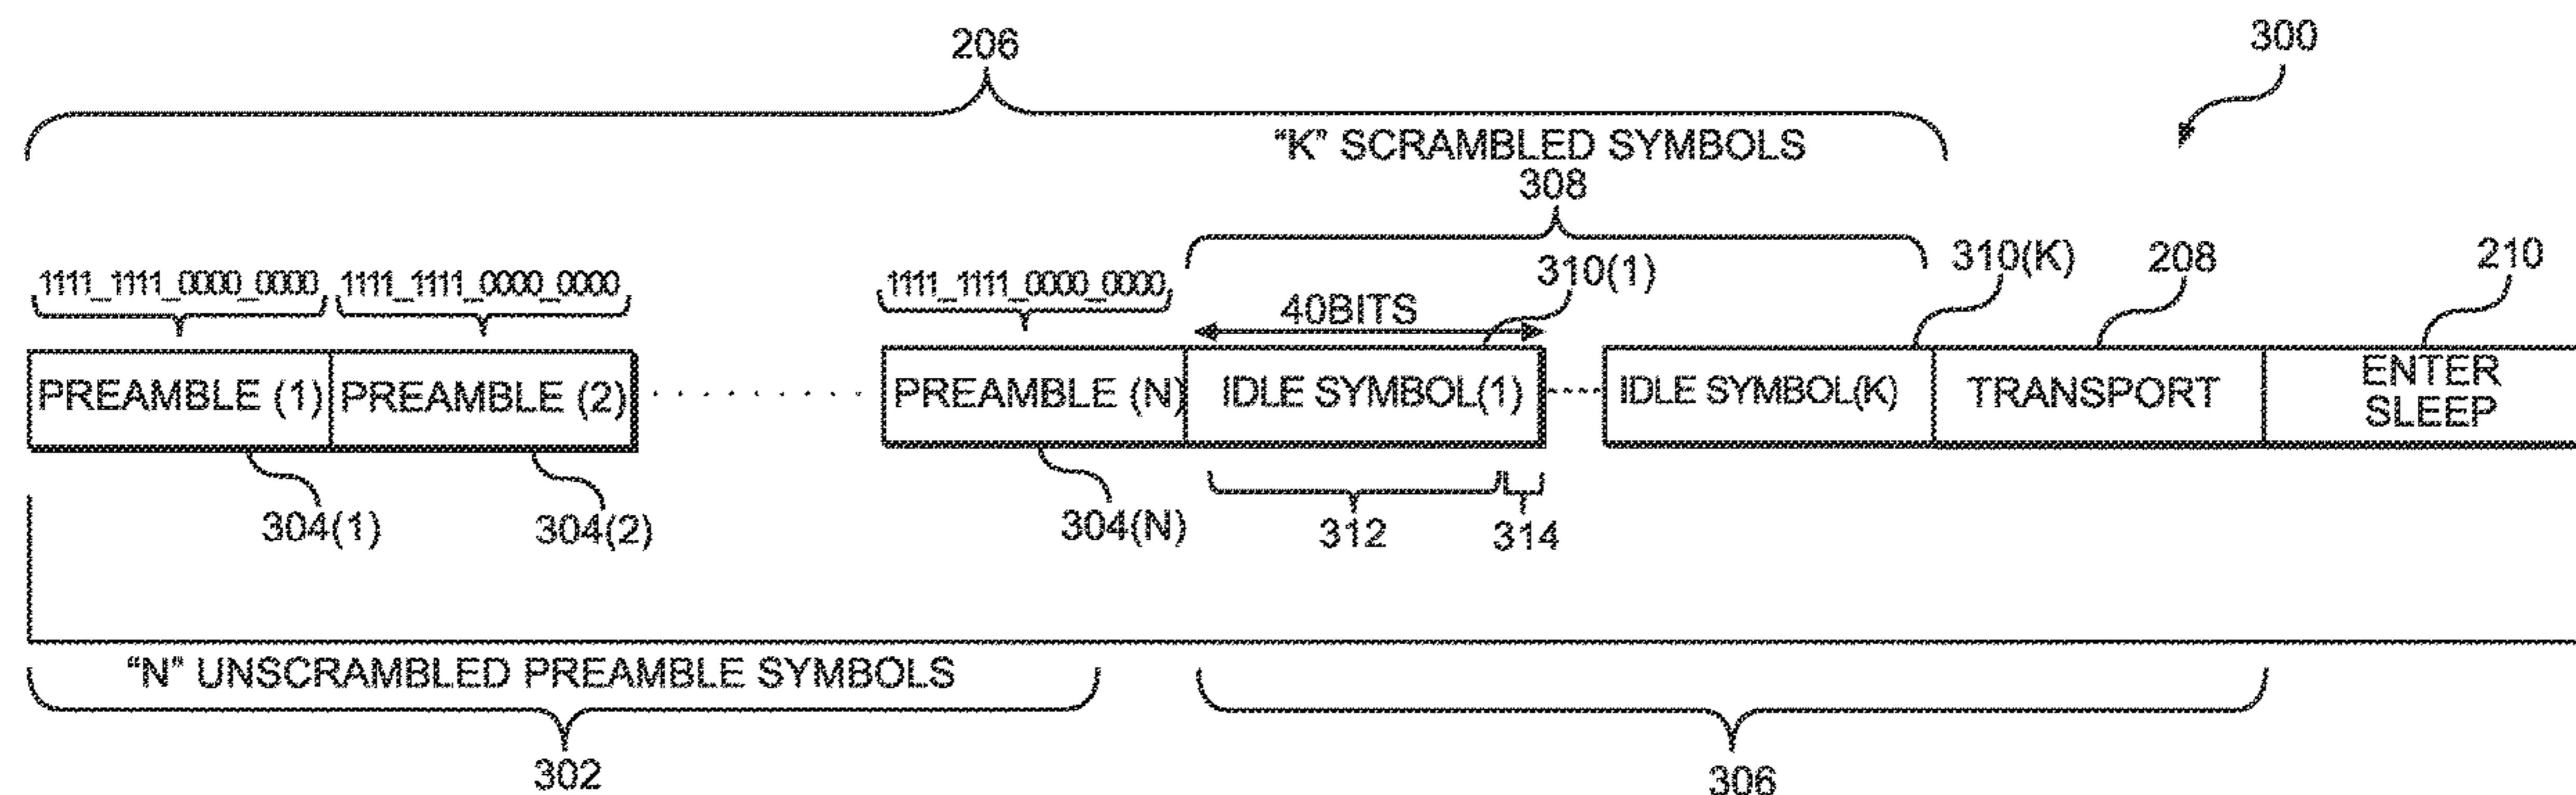 206
300
"K" SCRAMBLED SYMBOLS
308
310(1)
310(K)
208
210
1111_1111_0000_0000 1111_1111_0000_0000
1111_1111_0000_0000
40BITS
PREAMBLE (1) PREAMBLE (2)
PREAMBLE (N) IDLE SYMBOL(1)
IDLE SYMBOL(K)
TRANSPORT
ENTER
SLEEP
304(1)
304(2)
304(N)
312
314
"N" UNSCRAMBLED PREAMBLE SYMBOLS
302
306